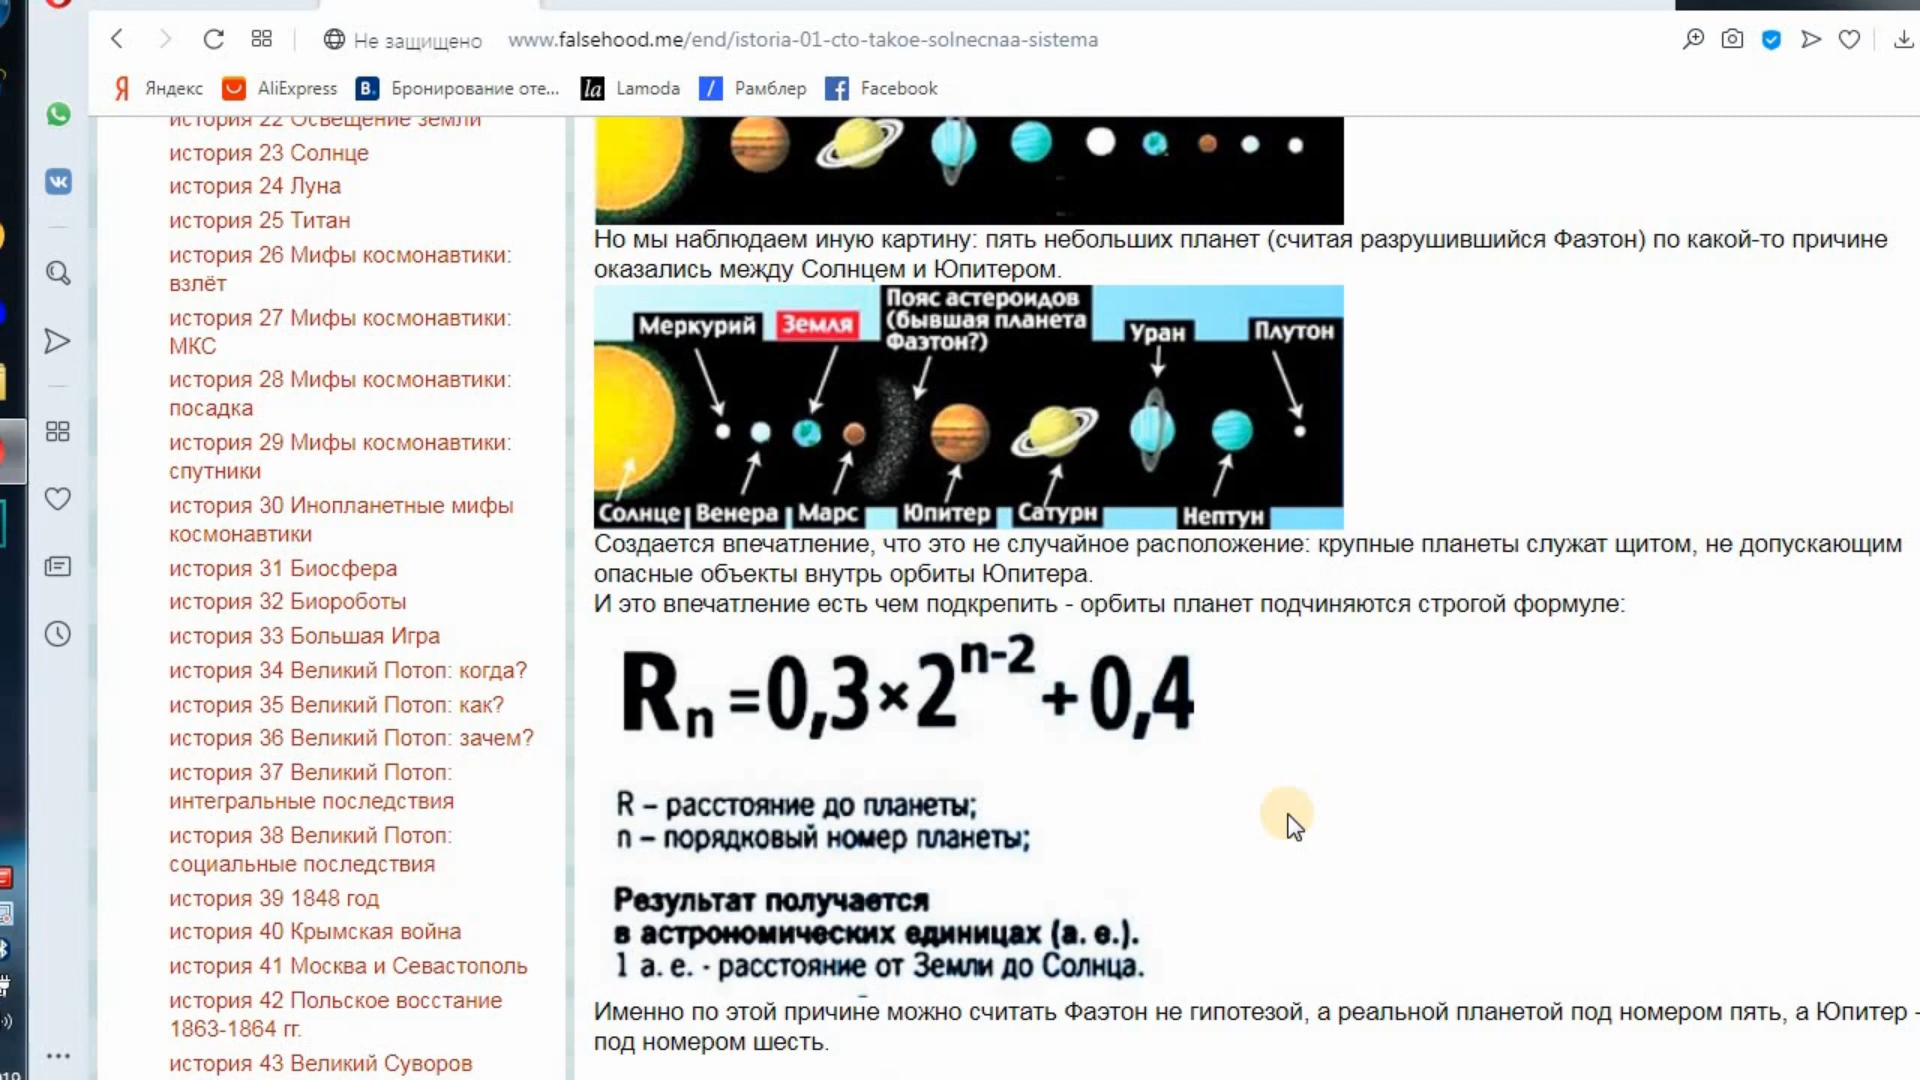 Не защищено www.falsehood.me/end/istoria-01-cto-takoe-solnecnaa-sistema
Яндекс AliExpress Бронирование оте... Lamoda Рамблер Facebook
история 22 Освещение земли
история 23 Солнце
история 24 Луна
история 25 Титан
история 26 Мифы космонавтики:
взлёт
история 27 Мифы космонавтики:
МКС
история 28 Мифы космонавтики:
посадка
история 29 Мифы космонавтики:
спутники
история 30 Инопланетные мифы
космонавтики
история 31 Биосфера
история 32 Биороботы
история 33 Большая Игра
история 34 Великий Потоп: когда?
история 35 Великий Потоп: как?
история 36 Великий Потоп: зачем?
история 37 Великий Потоп:
интегральные последствия
история 38 Великий Потоп:
социальные последствия
история 39 1848 год
история 40 Крымская война
история 41 Москва и Севастополь
история 42 Польское восстание
1863-1864 гг.
история 43 Великий Суворов
Но мы наблюдаем иную картину: пять небольших планет (считая разрушившийся Фаэтон) по какой-то причине
оказались между Солнцем и Юпитером.
Меркурий Земля Пояс астероидов
(бывшая планета
Фаэтон?)
Уран Плутон
Солнце Венера Марс Юпитер Сатурн Нептун
Создается впечатление, что это не случайное расположение: крупные планеты служат щитом, не допускающим
опасные объекты внутрь орбиты Юпитера.
И это впечатление есть чем подкрепить - орбиты планет подчиняются строгой формуле:
Rn =0,3×2^n-2 +0,4
R – расстояние до планеты;
n – порядковый номер планеты;
Результат получается
в астрономических единицах (а. е.).
1 а. е. - расстояние от Земли до Солнца.
Именно по этой причине можно считать Фаэтон не гипотезой, а реальной планетой под номером пять, а Юпитер -
под номером шесть.